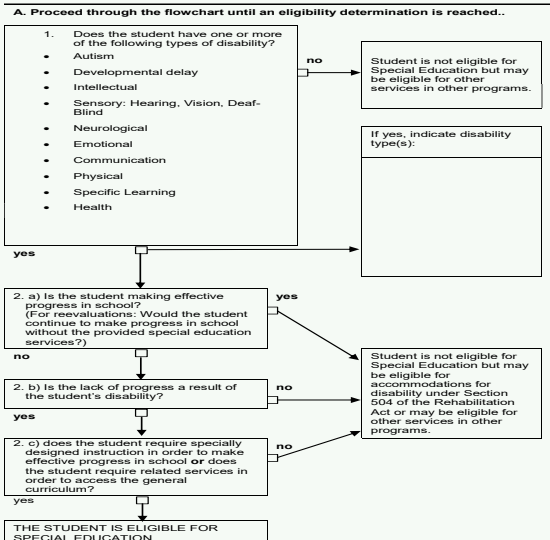 A. Proceed through the flowchart until an eligibility determination is reached..
1. Does the student have one or more
of the following types of disability?
• Autism
• Developmental delay
• Intellectual
• Sensory: Hearing, Vision, Deaf-
Blind
• Neurological
• Emotional
• Communication
• Physical
• Specific Learning
• Health
no
Student is not eligible for
Special Education but may
be eligible for other
services in other programs.
If yes, indicate disability
type(s):
yes
2. a) Is the student making effective
progress in school?
(For reevaluations: Would the student
continue to make progress in school
without the provided special education
services?)
yes
no
2. b) Is the lack of progress a result of
the student's disability?
no
yes
Student is not eligible for
Special Education but may
be eligible for
accommodations for
disability under Section
504 of the Rehabilitation
Act or may be eligible for
other services in other
programs.
2. c) does the student require specially
designed instruction in order to make
effective progress in school or does
the student require related services in
order to access the general
curriculum?
no
yes
THE STUDENT IS ELIGIBLE FOR
SPECIAL EDUCATION